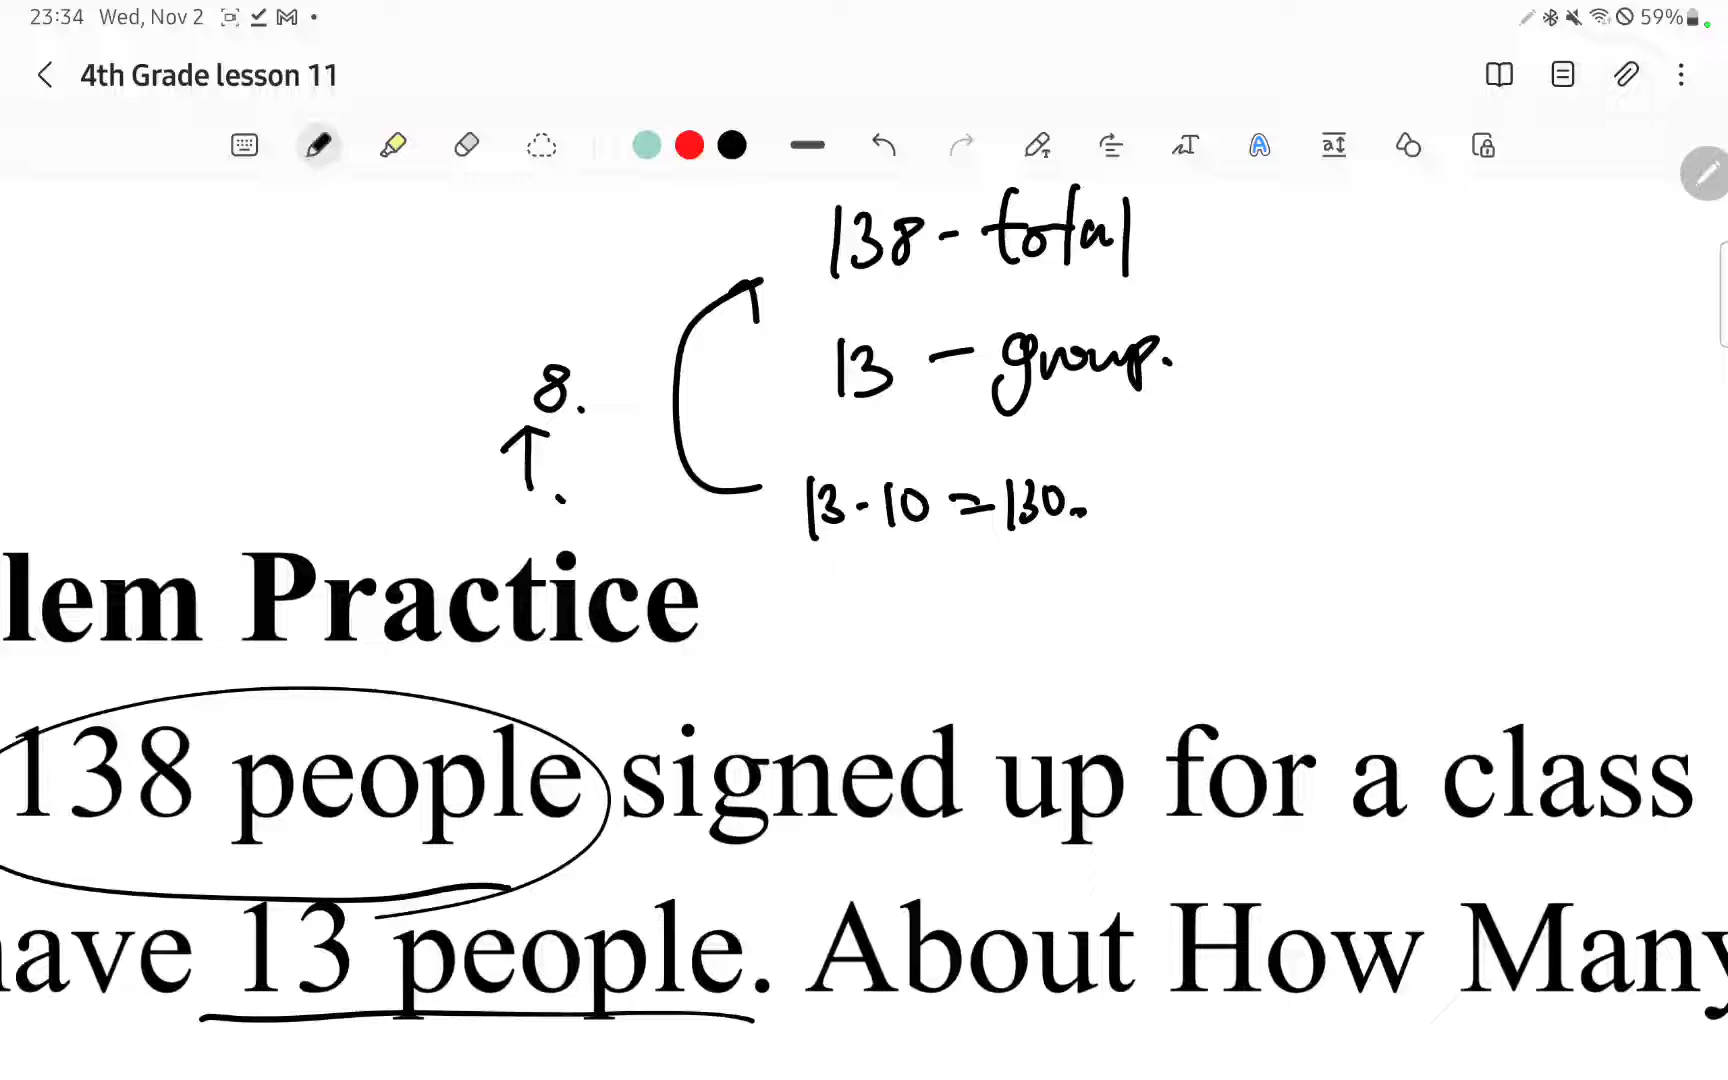 23:34 Wed, Nov 2 59%
4th Grade lesson 11
138 - total
13 - group.
8.
13 · 10 = 130.
lem Practice
138 people signed up for a class
ave 13 people. About How Many